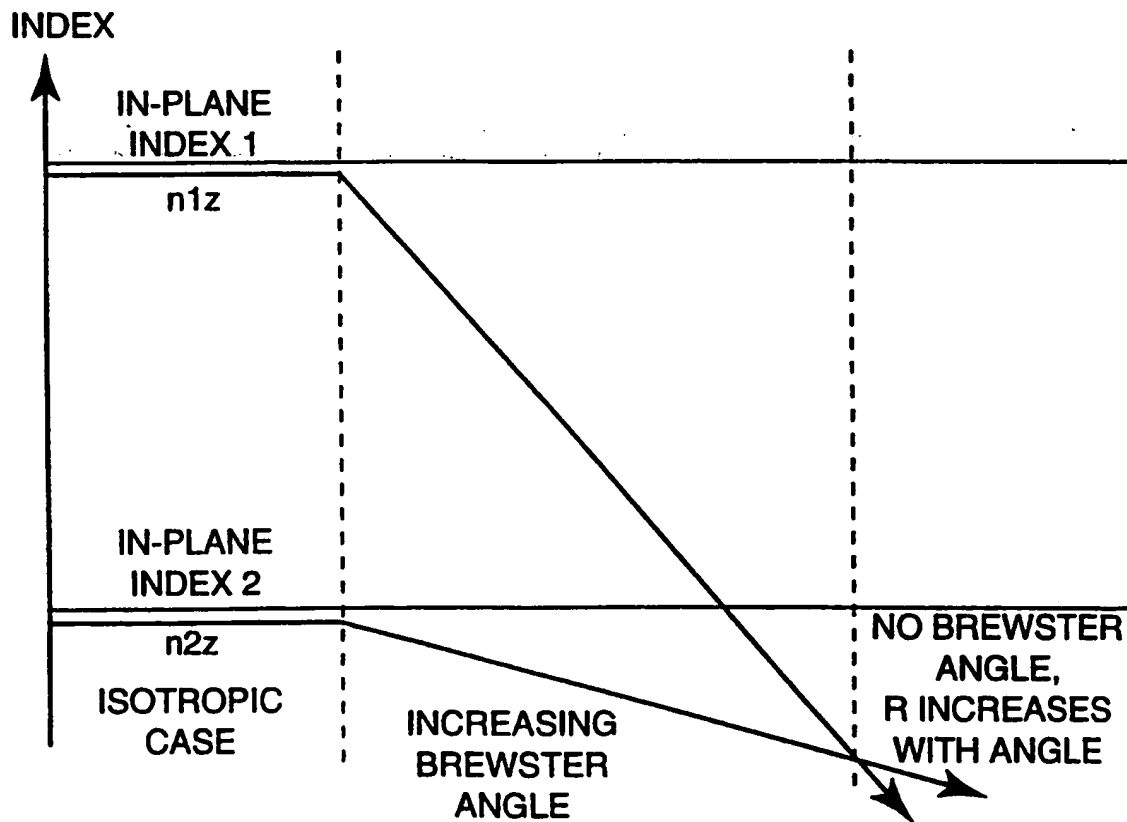 INDEX
IN-PLANE
INDEX 1
n1z
IN-PLANE
INDEX 2
n2z
ISOTROPIC
CASE
INCREASING
BREWSTER
ANGLE
NO BREWSTER
ANGLE,
R INCREASES
WITH ANGLE